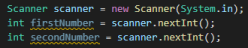 Scanner scanner = new Scanner(System.in);
int firstNumber = scanner.nextInt();
int secondNumber = scanner.nextInt();